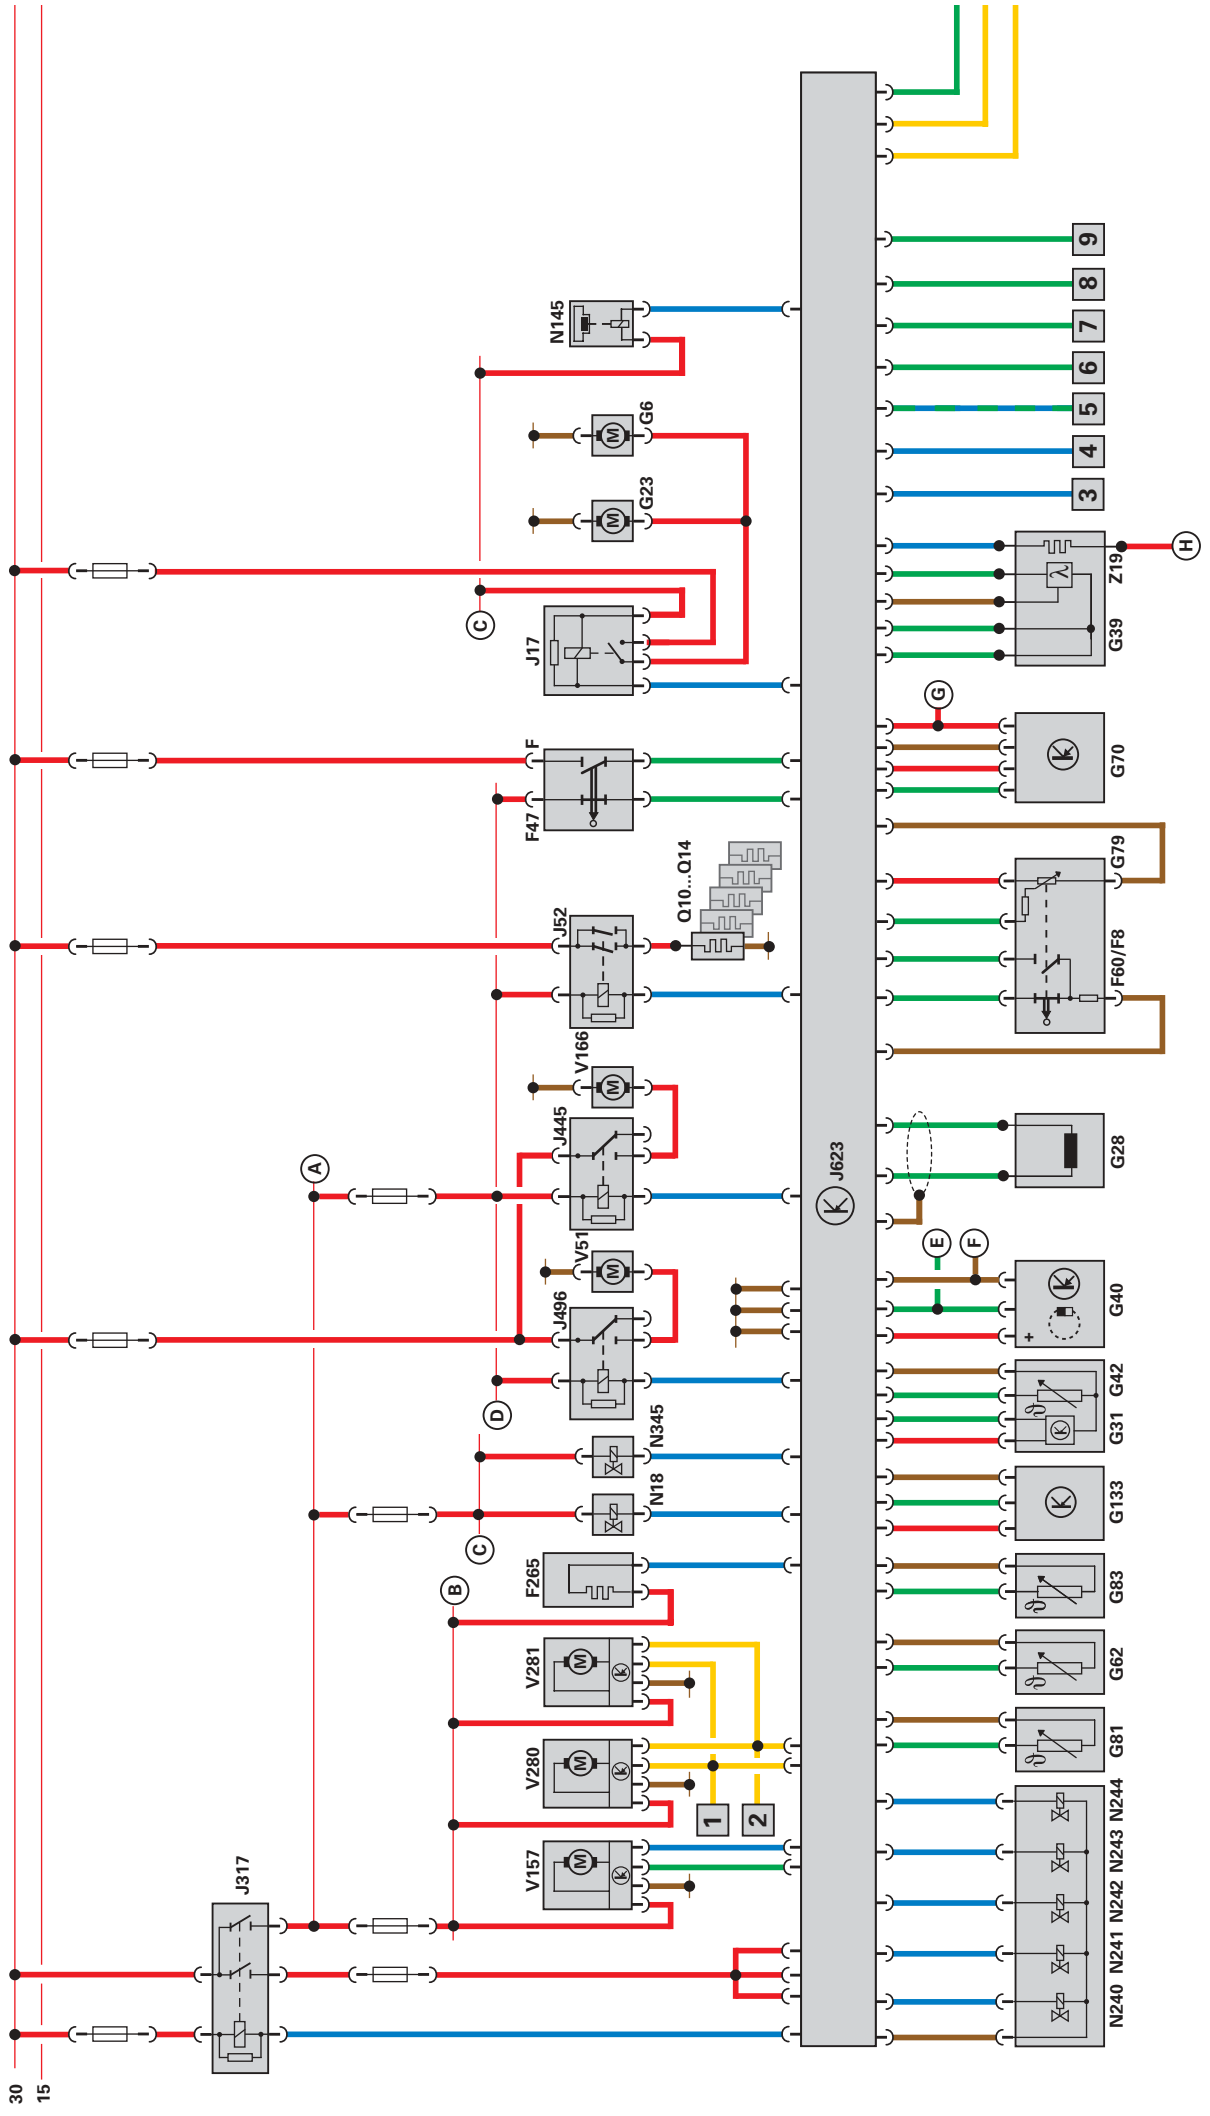 30
15
J317
V157
V280
V281
F265
N18
N345
J496
V51
J445
V166
J52
Q10...Q14
F47
F
J17
G23
G6
N145
A
B
C
D
C
M
M
M
M
M
M
M
1
2
J623
N240
N241
N242
N243
N244
G81
G62
G83
G133
G31
G42
G40
+
E
F
G28
F60/F8
G79
G70
G
G39
Z19
λ
H
ϑ
ϑ
ϑ
ϑ
3
4
5
6
7
8
9